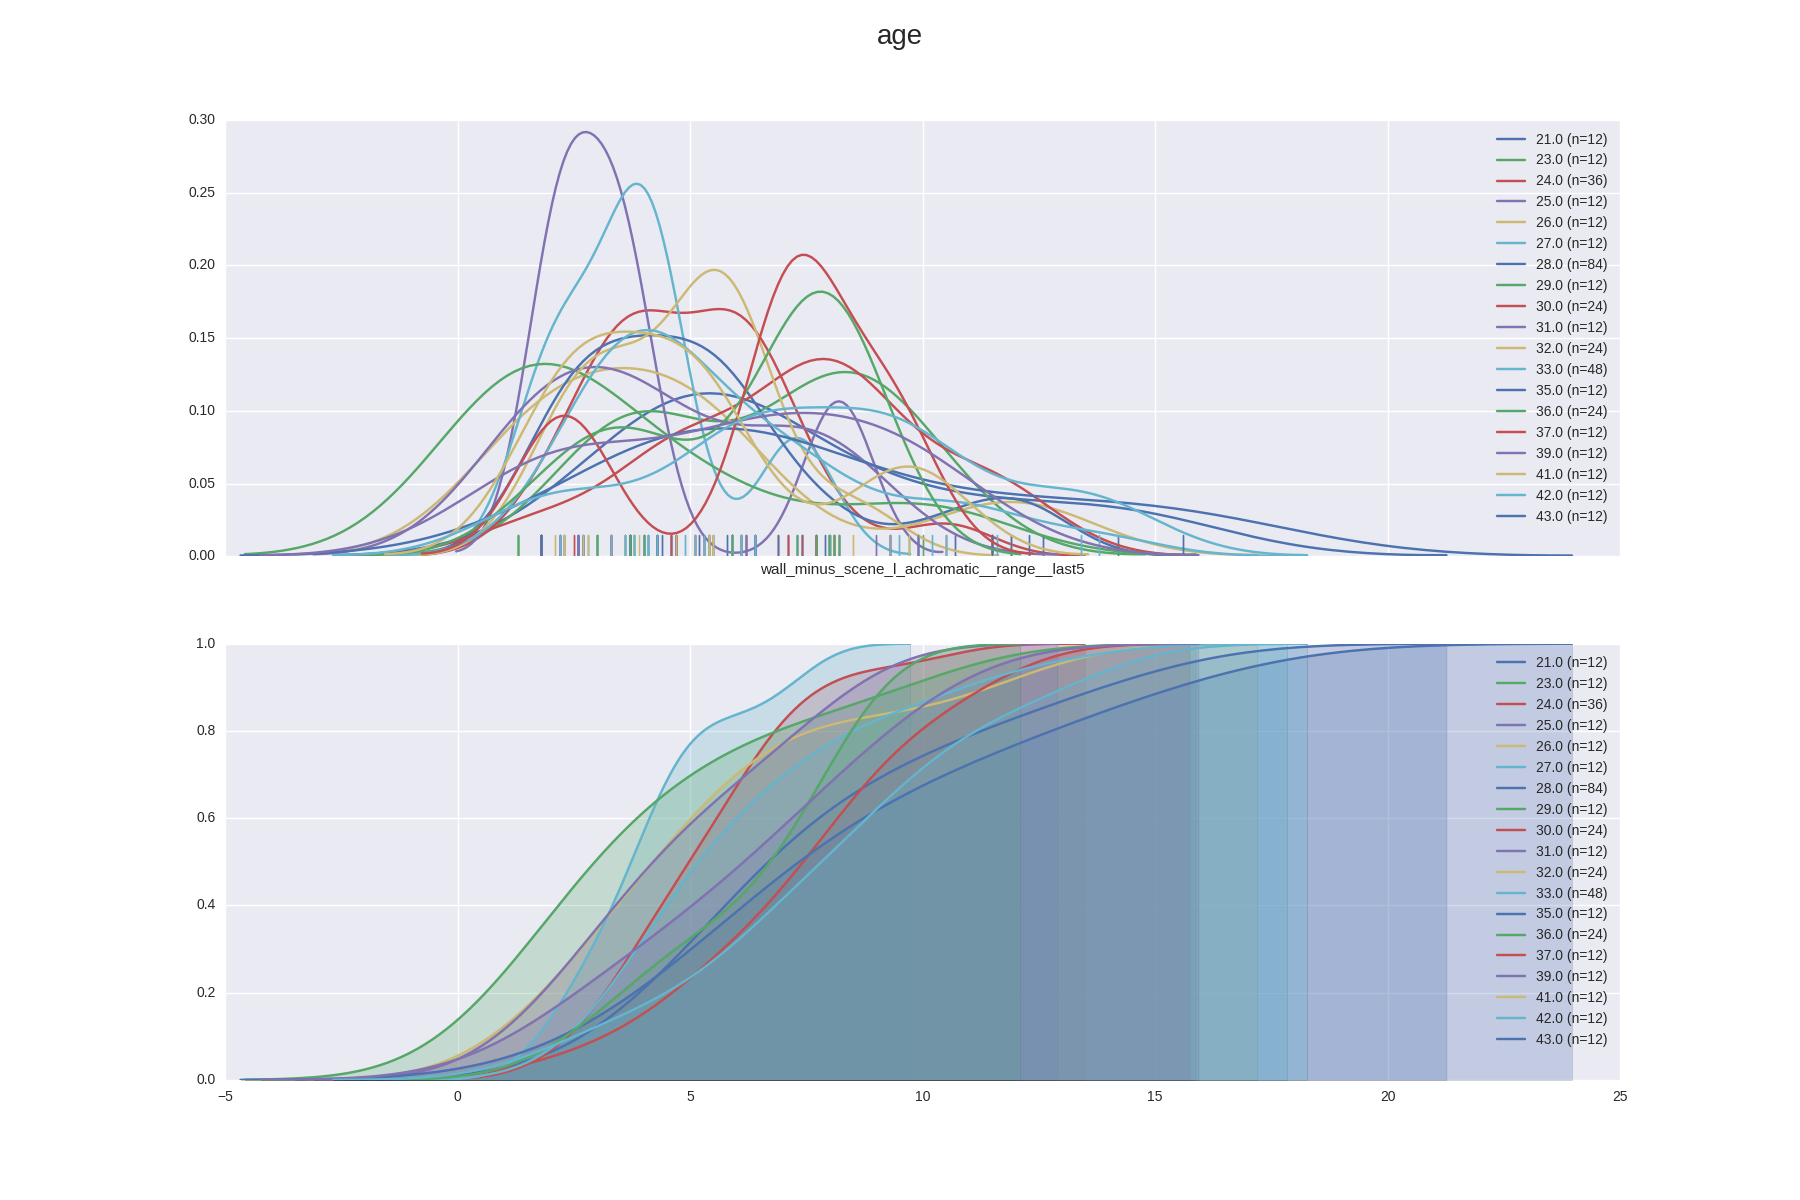 age
0.30
0.25
0.20
0.15
0.10
0.05
0.00
21.0 (n=12)
23.0 (n=12)
24.0 (n=36)
25.0 (n=12)
26.0 (n=12)
27.0 (n=12)
28.0 (n=84)
29.0 (n=12)
30.0 (n=24)
31.0 (n=12)
32.0 (n=24)
33.0 (n=48)
35.0 (n=12)
36.0 (n=24)
37.0 (n=12)
39.0 (n=12)
41.0 (n=12)
42.0 (n=12)
43.0 (n=12)
wall_minus_scene_l_achromatic__range__last5
1.0
0.8
0.6
0.4
0.2
0.0
21.0 (n=12)
23.0 (n=12)
24.0 (n=36)
25.0 (n=12)
26.0 (n=12)
27.0 (n=12)
28.0 (n=84)
29.0 (n=12)
30.0 (n=24)
31.0 (n=12)
32.0 (n=24)
33.0 (n=48)
35.0 (n=12)
36.0 (n=24)
37.0 (n=12)
39.0 (n=12)
41.0 (n=12)
42.0 (n=12)
43.0 (n=12)
−5 0 5 10 15 20 25